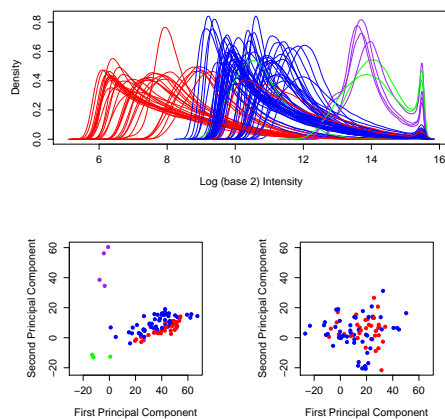 0.8
0.6
0.4
0.2
0.0
Density
6 8 10 12 14 16
Log (base 2) Intensity
60
40
20
0
−20
Second Principal Component
−20 0 20 40 60
First Principal Component
60
40
20
0
−20
Second Principal Component
−20 0 20 40 60
First Principal Component